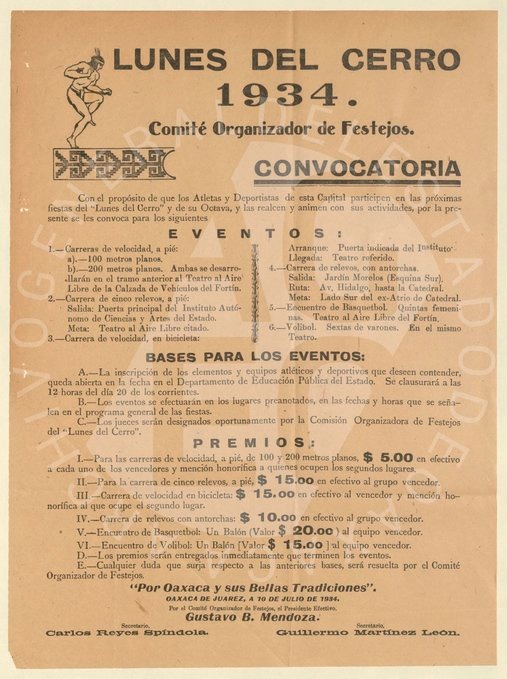 LUNES DEL CERRO
1934.
Comité Organizador de Festejos.
CONVOCATORIA
Con el propósito de que los Atletas y Deportistas de esta Capital participen en las próximas
fiestas del "Lunes del Cerro" y de su Octava, y las realcen y animen con sus actividades, por la pre-
sente se les convoca para los siguientes
EVENTOS:
1.—Carreras de velocidad, a pié:
a).—100 metros planos.
b).—200 metros planos. Ambas se desarro-
llarán en el tramo anterior al Teatro al Aire
Libre de la Calzada de Vehículos del Fortín.
2.—Carrera de cinco relevos, a pié:
Salida: Puerta principal del Instituto Autó-
nomo de Ciencias y Artes del Estado.
Meta: Teatro al Aire Libre citado.
3.—Carrera de velocidad, en bicicleta:
Arranque: Puerta indicada del Instituto
Llegada: Teatro referido.
4.—Carrera de relevos, con antorchas.
Salida: Jardín Morelos (Esquina Sur).
Ruta: Av. Hidalgo, hasta la Catedral.
Meta: Lado Sur del ex-Atrio de Catedral.
5.—Encuentro de Basquetbol. Quintas femeni-
nas. Teatro al Aire Libre del Fortín.
6.—Volibol. Sextas de varones. En el mismo
Teatro.
BASES PARA LOS EVENTOS:
A.—La inscripción de los elementos y equipos atléticos y deportivos que deseen contender,
queda abierta en la fecha en el Departamento de Educación Pública del Estado. Se clausurará a las
12 horas del día 20 de los corrientes.
B.—Los eventos se efectuarán en los lugares preanotados, en las fechas y horas que se seña-
len en el programa general de las fiestas.
C.—Los jueces serán designados oportunamente por la Comisión Organizadora de Festejos
del "Lunes del Cerro".
PREMIOS:
I.—Para las carreras de velocidad, a pié, de 100 y 200 metros planos, $ 5.00 en efectivo
a cada uno de los vencedores y mención honorífica a quienes ocupen los segundos lugares.
II.—Para la carrera de cinco relevos, a pié, $ 15.00 en efectivo al grupo vencedor.
III.—Carrera de velocidad en bicicleta: $ 15.00 en efectivo al vencedor y mención ho-
norífica al que ocupe el segundo lugar.
IV.—Carrera de relevos con antorchas: $ 10.00 en efectivo al grupo vencedor.
V.—Encuentro de Basquetbol: Un Balón (Valor $ 20.00) al equipo vencedor.
VI.—Encuentro de Volibol: Un Balón [Valor $ 15.00] al equipo vencedor.
D.—Los premios serán entregados inmediatamente que terminen los eventos.
E.—Cualquier duda que surja respecto a las anteriores bases, será resuelta por el Comité
Organizador de Festejos.
"Por Oaxaca y sus Bellas Tradiciones".
OAXACA DE JUAREZ, A 10 DE JULIO DE 1934.
Por el Comité Organizador de Festejos, el Presidente Efectivo.
Gustavo B. Mendoza.
Secretario,
Carlos Reyes Spíndola.
Secretario,
Guillermo Martínez León.